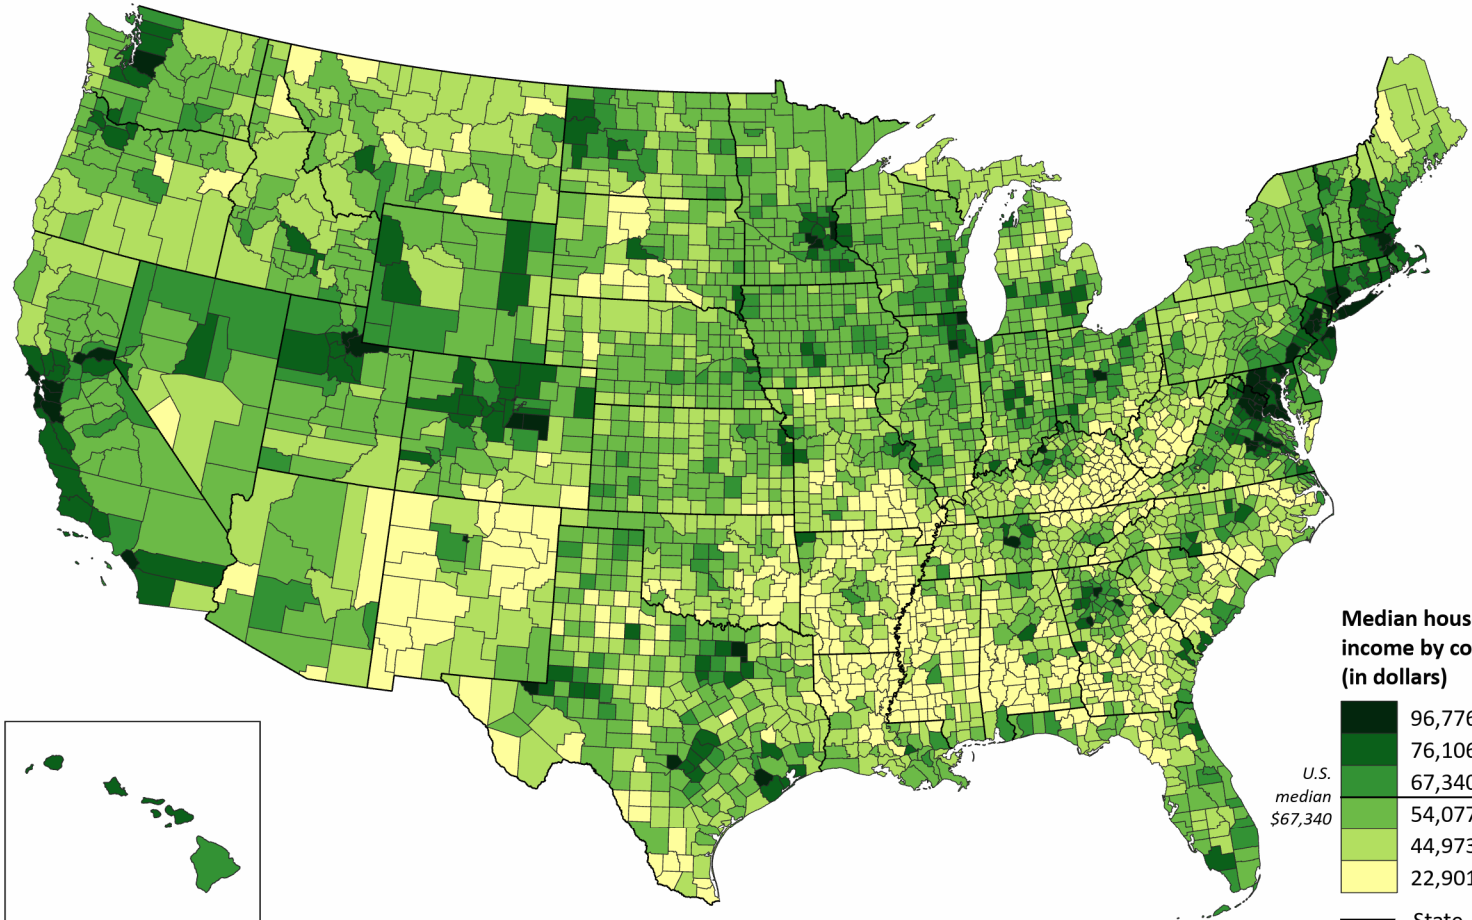 Median hous
income by co
(in dollars)
96,776
76,106
67,340
U.S.
median
$67,340
54,077
44,973
22,901
State